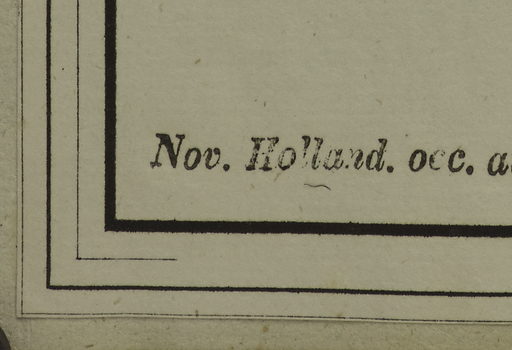 Nov. Holland. occ.